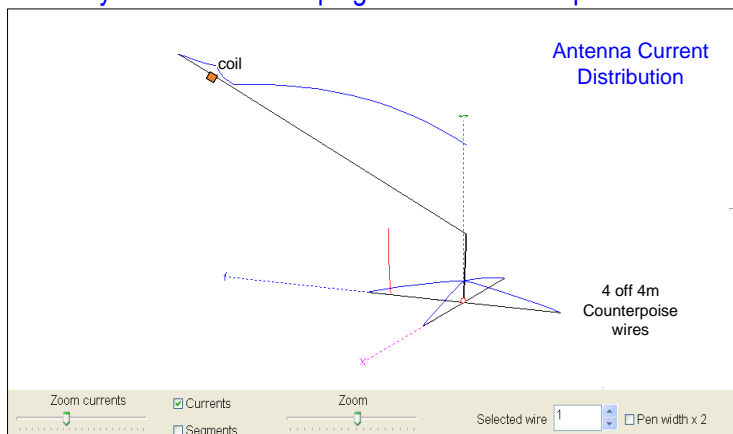 coil
Antenna Current
Distribution
Y
4 off 4m
Counterpoise
wires
X
Zoom currents
Currents
Segments
Zoom
Selected wire
1
Pen width x 2